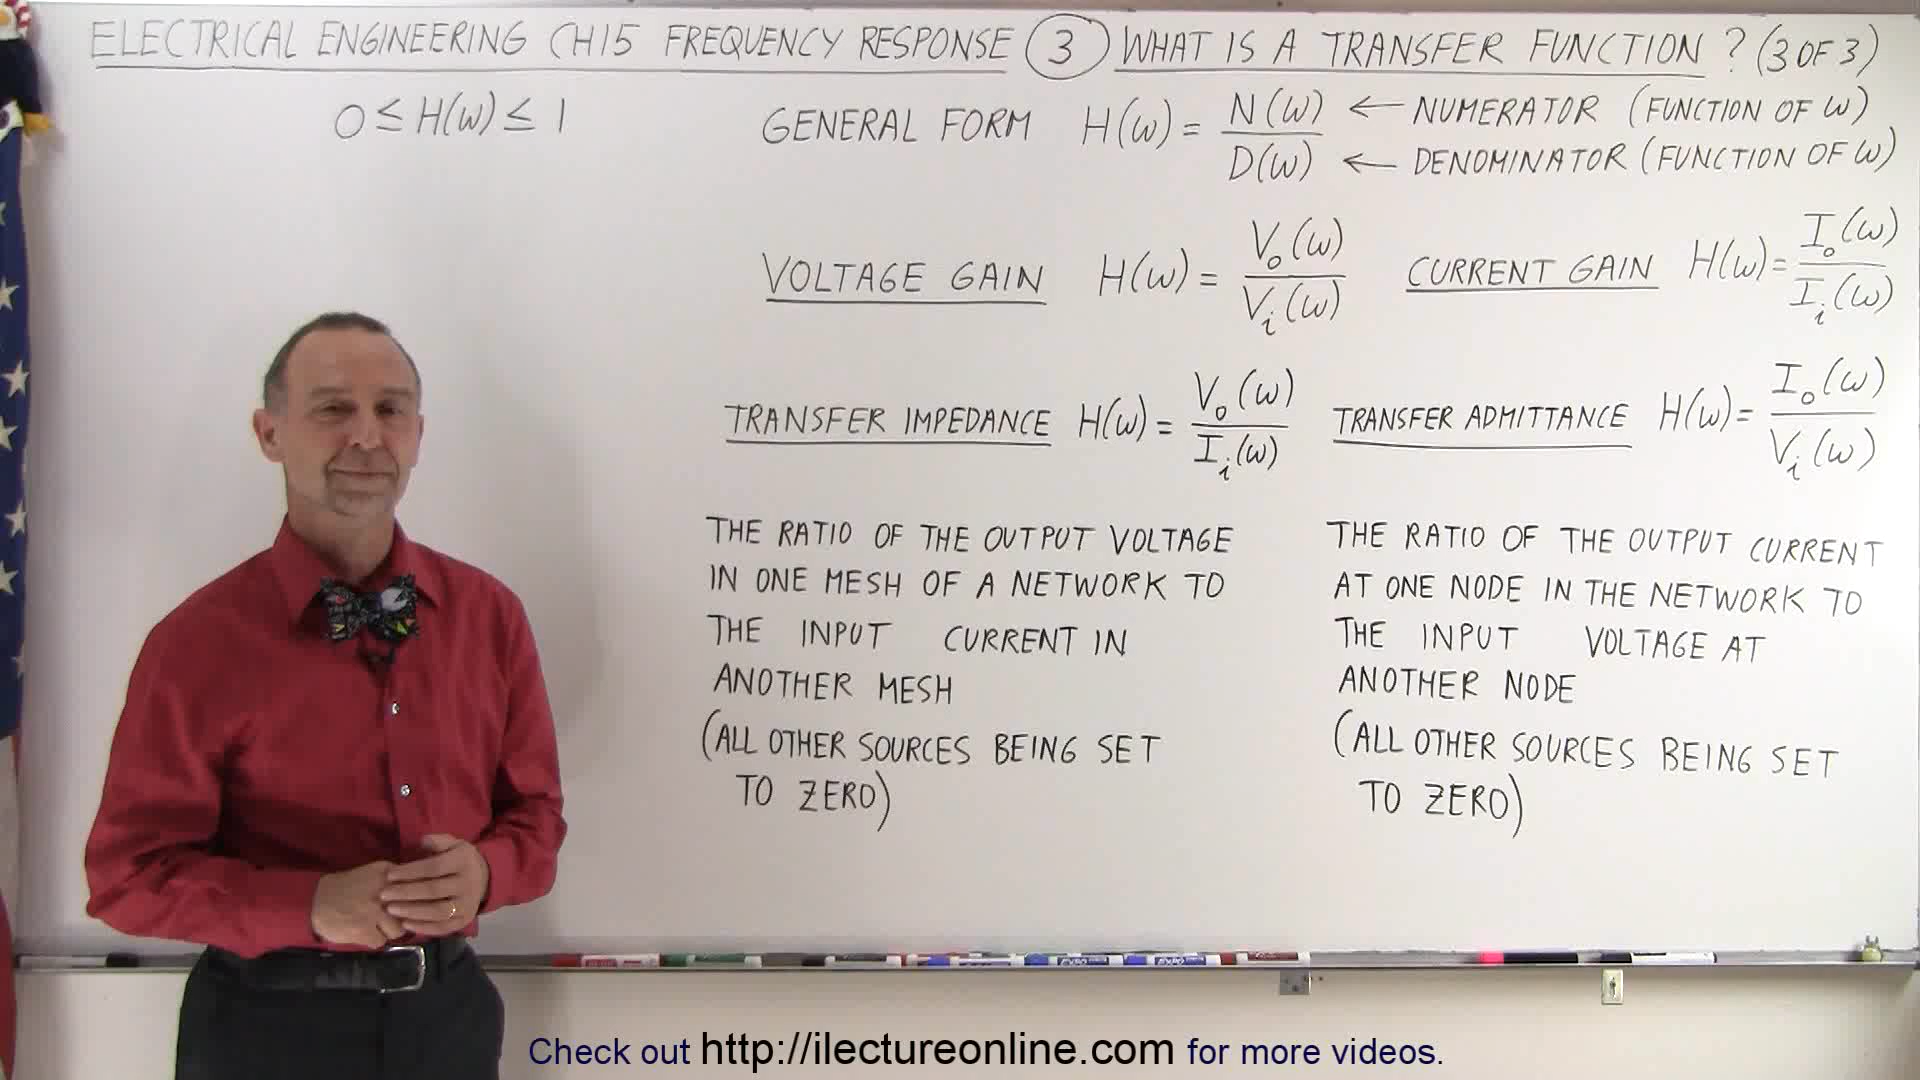 ELECTRICAL ENGINEERING CH15 FREQUENCY RESPONSE 3 WHAT IS A TRANSFER FUNCTION ? (3 OF 3)
0 ≤ H(ω) ≤ 1
GENERAL FORM H(ω) = N(ω) / D(ω)
← NUMERATOR (FUNCTION OF ω)
← DENOMINATOR (FUNCTION OF ω)
VOLTAGE GAIN H(ω) = Vo(ω) / Vi(ω)
CURRENT GAIN H(ω) = Io(ω) / Ii(ω)
TRANSFER IMPEDANCE H(ω) = Vo(ω) / Ii(ω)
TRANSFER ADMITTANCE H(ω) = Io(ω) / Vi(ω)
THE RATIO OF THE OUTPUT VOLTAGE
IN ONE MESH OF A NETWORK TO
THE INPUT CURRENT IN
ANOTHER MESH
(ALL OTHER SOURCES BEING SET
TO ZERO)
THE RATIO OF THE OUTPUT CURRENT
AT ONE NODE IN THE NETWORK TO
THE INPUT VOLTAGE AT
ANOTHER NODE
(ALL OTHER SOURCES BEING SET
TO ZERO)
Check out http://ilectureonline.com for more videos.